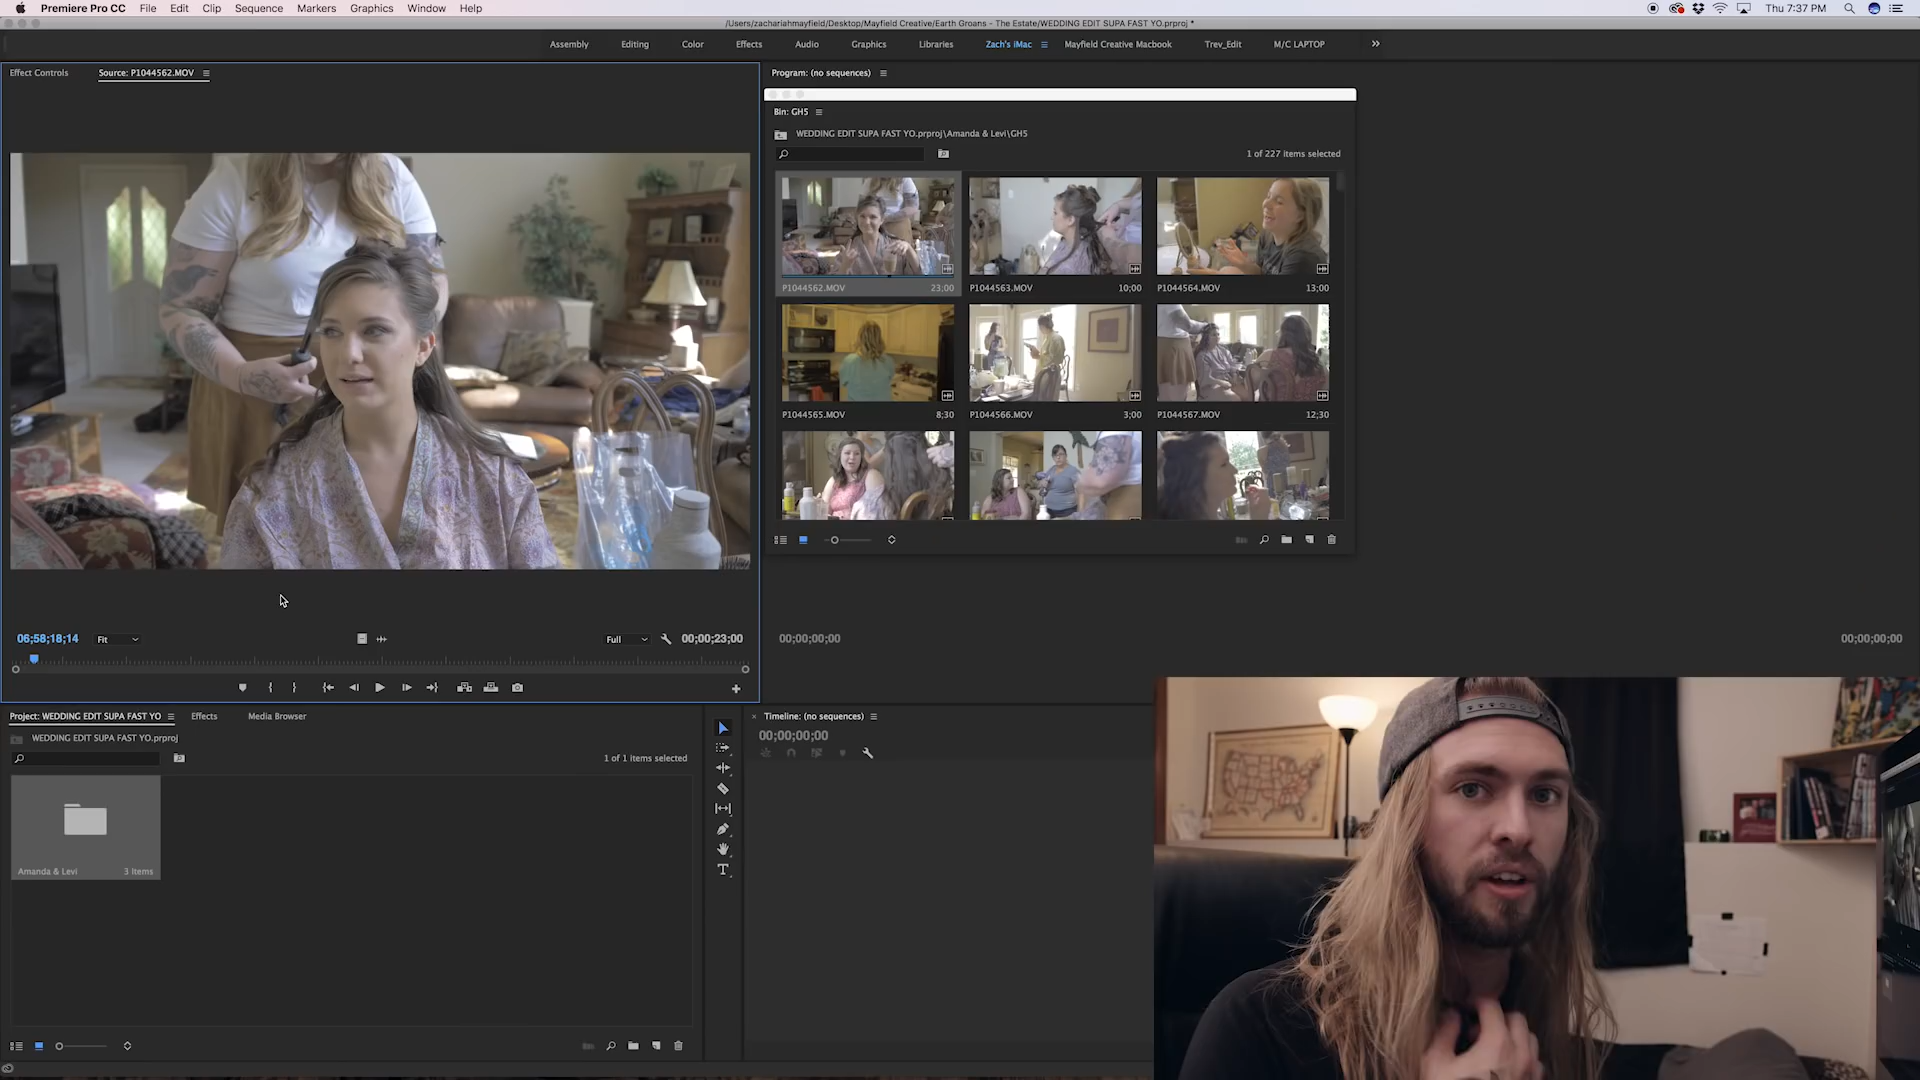 Premiere Pro CC File Edit Clip Sequence Markers Graphics Window Help Thu 7:37 PM
/Users/zachariahmayfield/Desktop/Mayfield Creative/Earth Groans - The Estate/WEDDING EDIT SUPA FAST YO.prproj *
Assembly Editing Color Effects Audio Graphics Libraries Zach's iMac Mayfield Creative Macbook Trev_Edit M/C LAPTOP
Effect Controls Source: P1044562.MOV Program: (no sequences)
Bin: GH5
WEDDING EDIT SUPA FAST YO.prproj\Amanda & Levi\GH5
1 of 227 items selected
P1044562.MOV 23;00 P1044563.MOV 10;00 P1044564.MOV 13;00
P1044565.MOV 8;30 P1044566.MOV 3;00 P1044567.MOV 12;30
06;58;18;14 Fit Full 00;00;23;00 00;00;00;00 00;00;00;00
Project: WEDDING EDIT SUPA FAST YO Effects Media Browser
WEDDING EDIT SUPA FAST YO.prproj
1 of 1 items selected
Amanda & Levi 3 Items
Timeline: (no sequences)
00;00;00;00